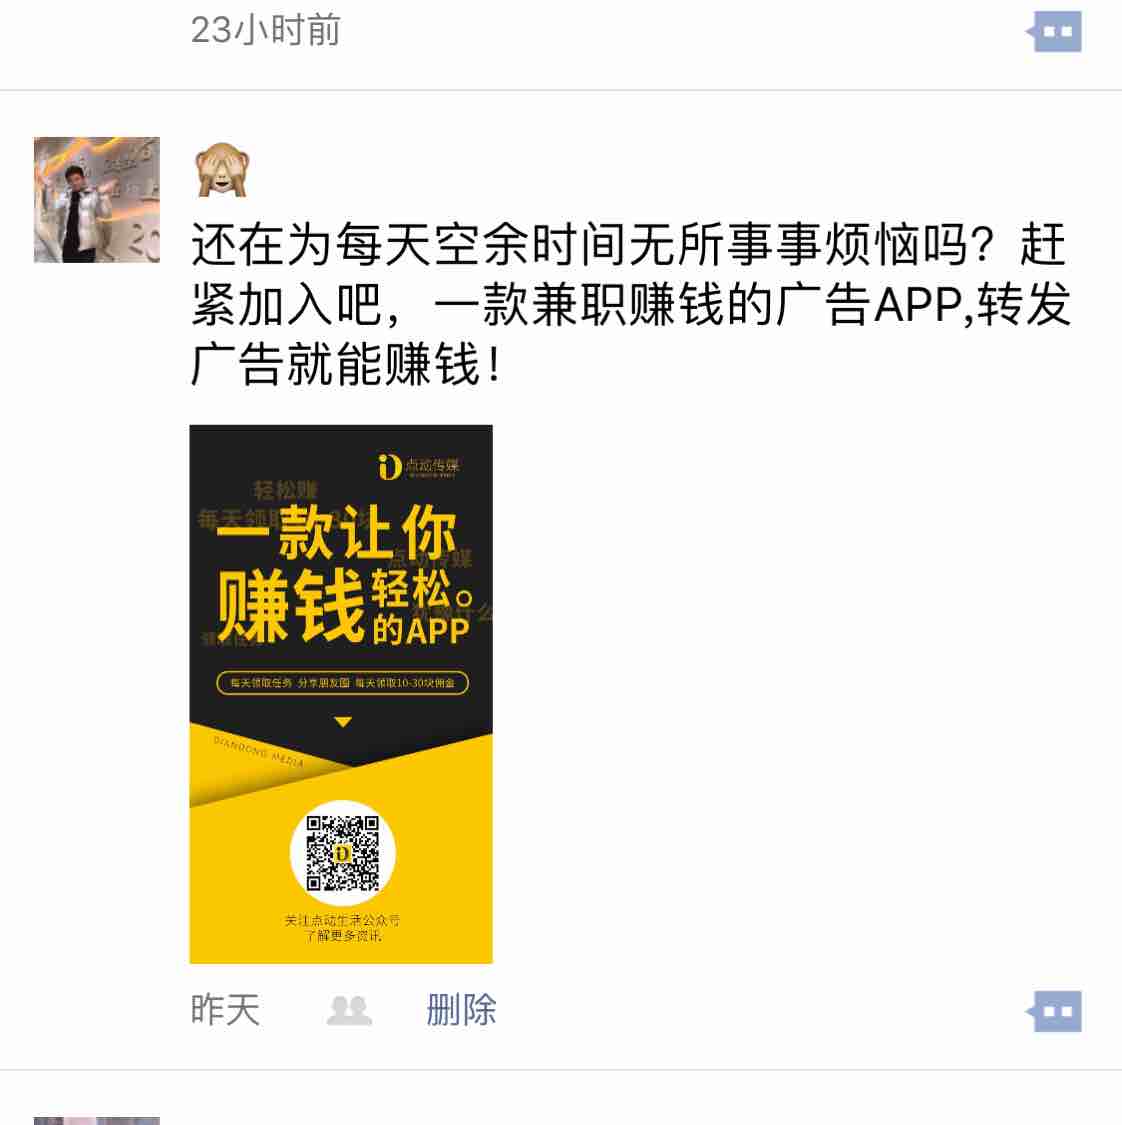 23小时前
还在为每天空余时间无所事事烦恼吗？赶
紧加入吧，一款兼职赚钱的广告APP,转发
广告就能赚钱！
点动传媒
轻松赚
每天领取
一款让你
点动传媒
赚钱
轻松。
的APP
每天领取任务 分享朋友圈 每天领取10-30块佣金
DIANDONG MEDIA
关注点动生活公众号
了解更多资讯
昨天
删除